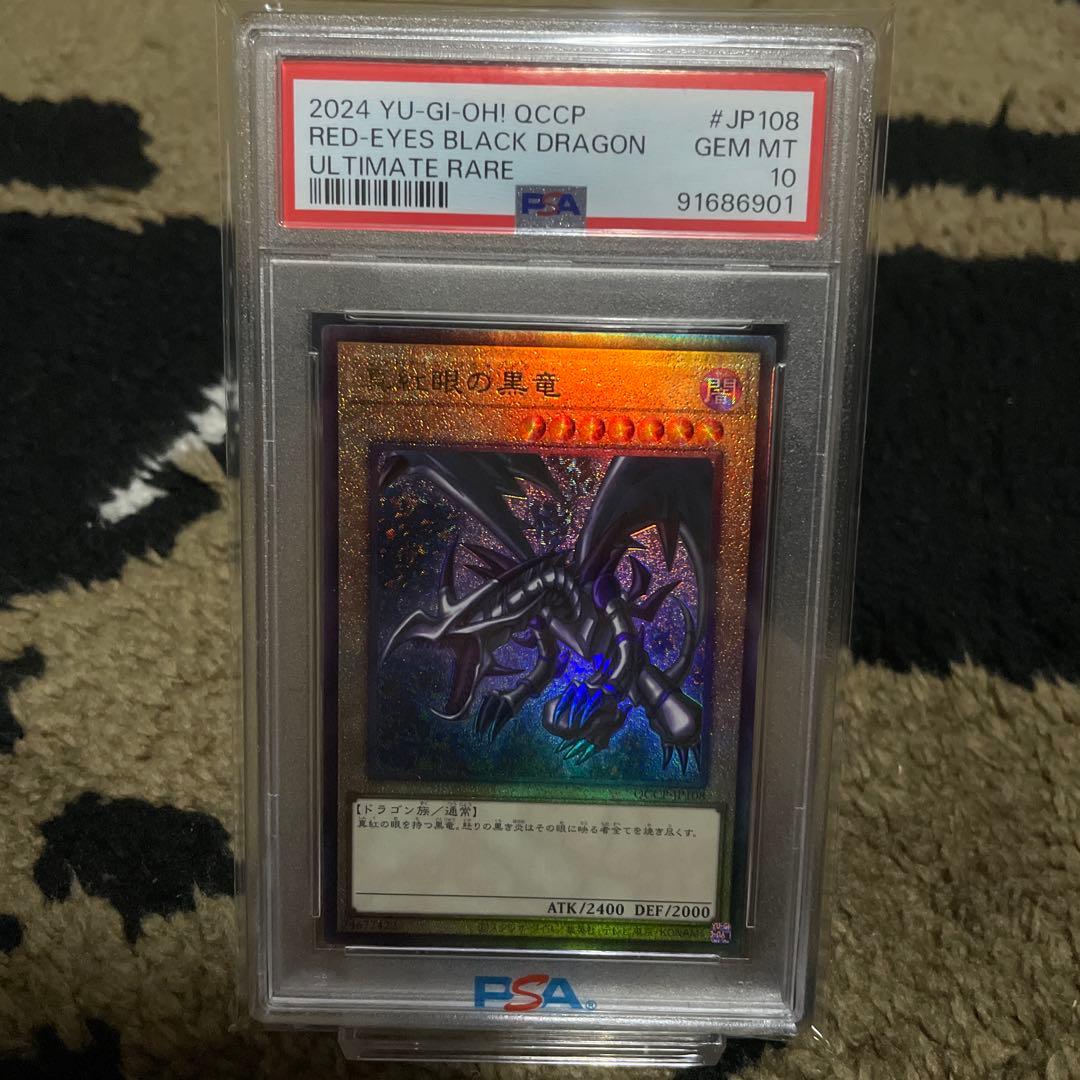 2024 YU-GI-OH! QCCP
#JP108
RED-EYES BLACK DRAGON
GEM MT
ULTIMATE RARE
10
PSA
91686901
真紅眼の黒竜
闇
QCCP-JP108
【ドラゴン族/通常】
真紅の眼を持つ黒竜。怒りの黒き炎はその眼に映る者全てを焼き尽くす。
ATK/2400 DEF/2000
PSA